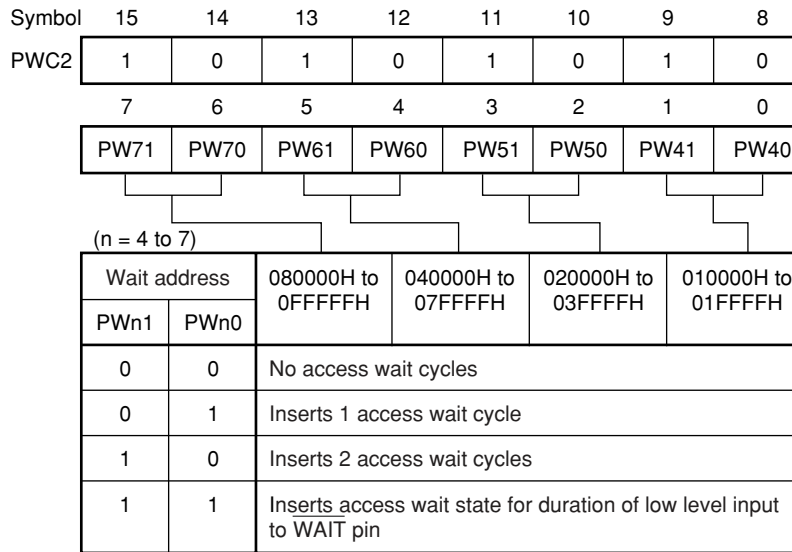 Symbol 15 14 13 12 11 10 9 8
PWC2 1 0 1 0 1 0 1 0
7 6 5 4 3 2 1 0
PW71 PW70 PW61 PW60 PW51 PW50 PW41 PW40
(n = 4 to 7)
Wait address 080000H to 040000H to 020000H to 010000H to
0FFFFFH 07FFFFH 03FFFFH 01FFFFH
PWn1 PWn0
0 0 No access wait cycles
0 1 Inserts 1 access wait cycle
1 0 Inserts 2 access wait cycles
1 1 Inserts access wait state for duration of low level input
to WAIT pin